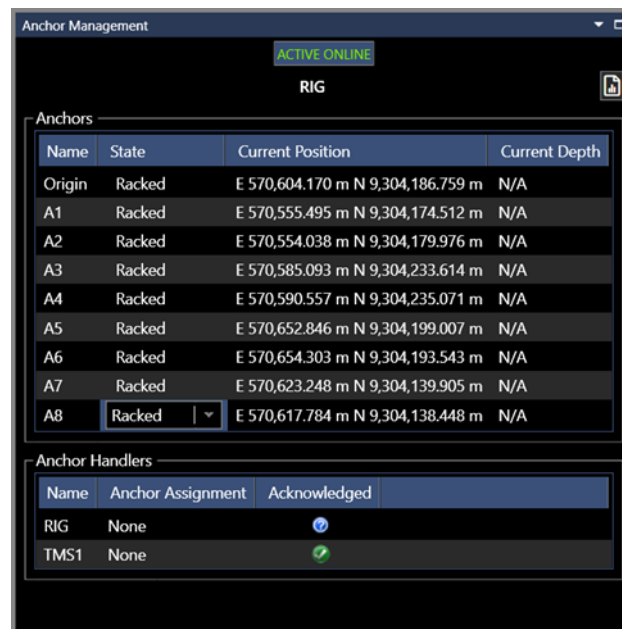 Anchor Management
ACTIVE ONLINE
RIG
Anchors
Name State Current Position Current Depth
Origin Racked E 570,604.170 m N 9,304,186.759 m N/A
A1 Racked E 570,555.495 m N 9,304,174.512 m N/A
A2 Racked E 570,554.038 m N 9,304,179.976 m N/A
A3 Racked E 570,585.093 m N 9,304,233.614 m N/A
A4 Racked E 570,590.557 m N 9,304,235.071 m N/A
A5 Racked E 570,652.846 m N 9,304,199.007 m N/A
A6 Racked E 570,654.303 m N 9,304,193.543 m N/A
A7 Racked E 570,623.248 m N 9,304,139.905 m N/A
A8 Racked E 570,617.784 m N 9,304,138.448 m N/A
Anchor Handlers
Name Anchor Assignment Acknowledged
RIG None
TMS1 None